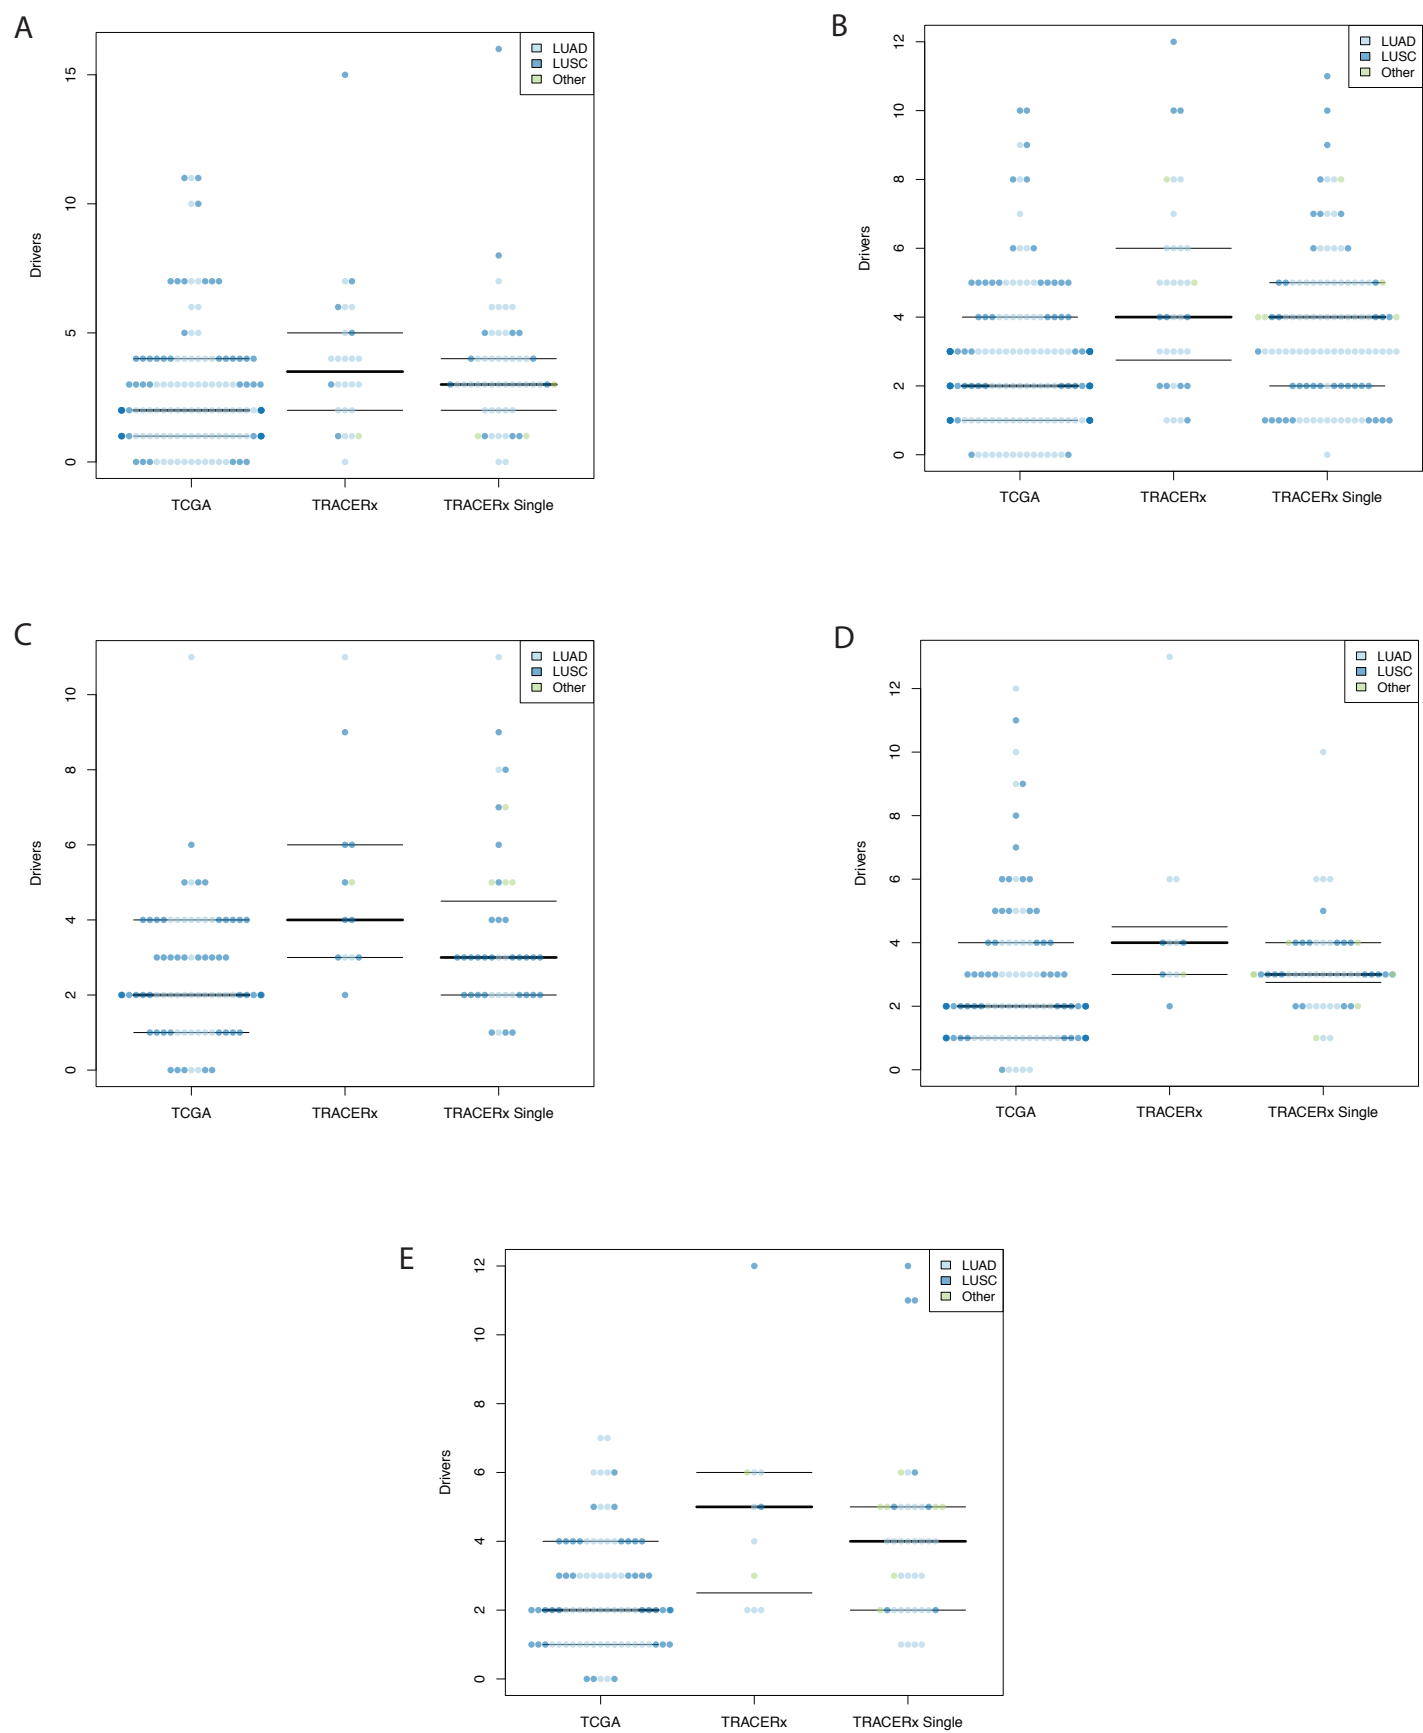 A
LUAD
LUSC
Other
15
10
5
0
Drivers
TCGA
TRACERx
TRACERx Single
B
LUAD
LUSC
Other
12
10
8
6
4
2
0
Drivers
TCGA
TRACERx
TRACERx Single
C
LUAD
LUSC
Other
10
8
6
4
2
0
Drivers
TCGA
TRACERx
TRACERx Single
D
LUAD
LUSC
Other
12
10
8
6
4
2
0
Drivers
TCGA
TRACERx
TRACERx Single
E
LUAD
LUSC
Other
12
10
8
6
4
2
0
Drivers
TCGA
TRACERx
TRACERx Single